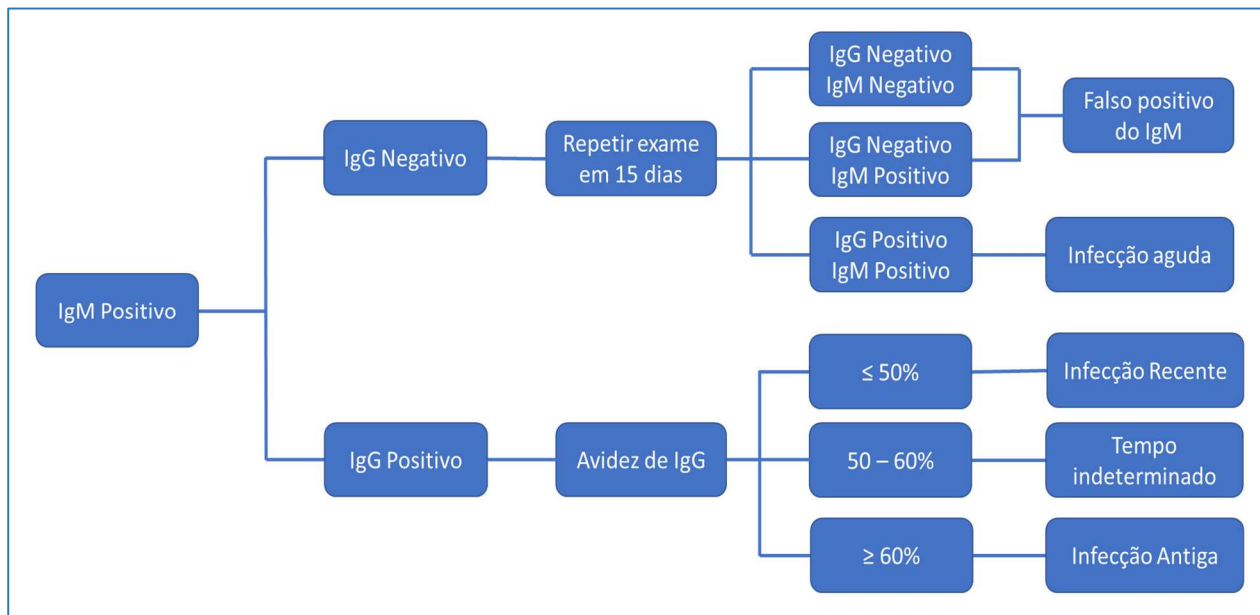 IgM Positivo
IgG Negativo
Repetir exame
em 15 dias
IgG Negativo
IgM Negativo
IgG Negativo
IgM Positivo
Falso positivo
do IgM
IgG Positivo
IgM Positivo
Infecção aguda
IgG Positivo
Avidez de IgG
≤ 50%
Infecção Recente
50 – 60%
Tempo
indeterminado
≥ 60%
Infecção Antiga